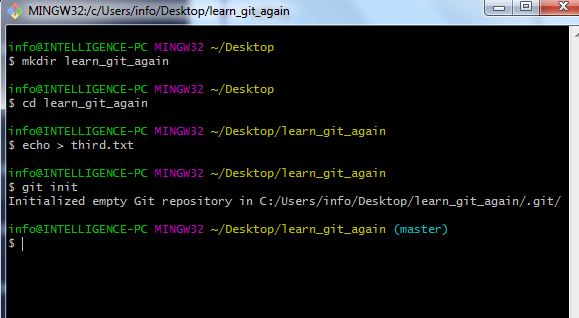 MINGW32:/c/Users/info/Desktop/learn_git_again
info@INTELLIGENCE-PC MINGW32 ~/Desktop
$ mkdir learn_git_again
info@INTELLIGENCE-PC MINGW32 ~/Desktop
$ cd learn_git_again
info@INTELLIGENCE-PC MINGW32 ~/Desktop/learn_git_again
$ echo > third.txt
info@INTELLIGENCE-PC MINGW32 ~/Desktop/learn_git_again
$ git init
Initialized empty Git repository in C:/Users/info/Desktop/learn_git_again/.git/
info@INTELLIGENCE-PC MINGW32 ~/Desktop/learn_git_again (master)
$